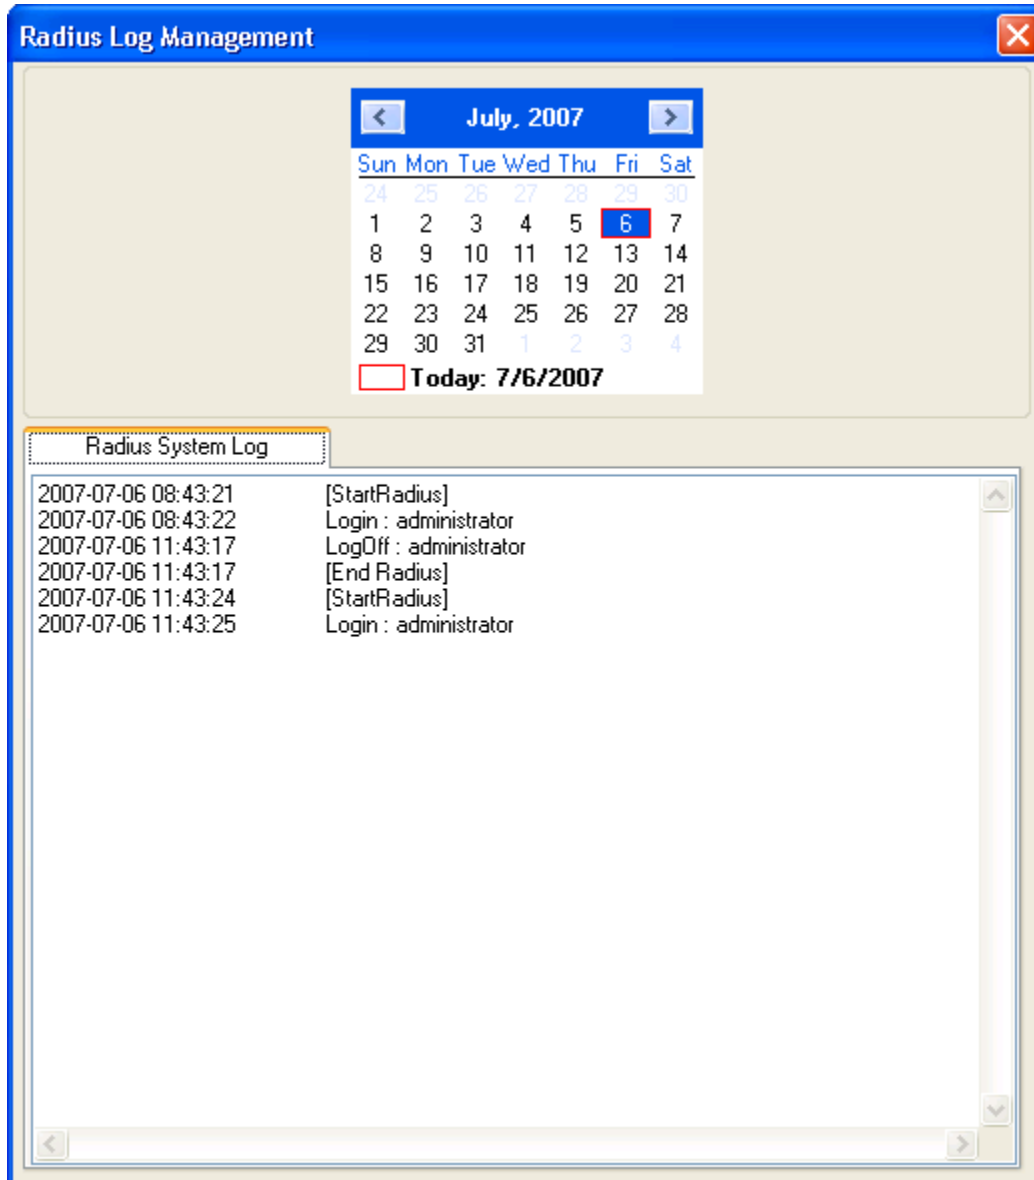 Radius Log Management
July, 2007
Sun Mon Tue Wed Thu Fri Sat
24 25 26 27 28 29 30
1 2 3 4 5 6 7
8 9 10 11 12 13 14
15 16 17 18 19 20 21
22 23 24 25 26 27 28
29 30 31 1 2 3 4
Today: 7/6/2007
Radius System Log
2007-07-06 08:43:21 [StartRadius]
2007-07-06 08:43:22 Login : administrator
2007-07-06 11:43:17 LogOff : administrator
2007-07-06 11:43:17 [End Radius]
2007-07-06 11:43:24 [StartRadius]
2007-07-06 11:43:25 Login : administrator